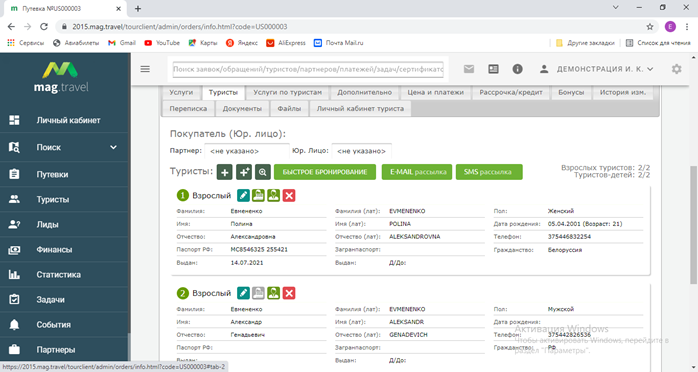 Путевка №US000003
2015.mag.travel/tourclient/admin/orders/info.html?code=US000003
E
Сервисы Авиабилеты Gmail YouTube Карты Яндекс AliExpress Почта Mail.ru Другие закладки Список для чтения
mag.travel
Поиск заявок/обращений/туристов/партнеров/платежей/задач/сертификато
ДЕМОНСТРАЦИЯ И. К.
Личный кабинет
Поиск
Путевки
Туристы
Лиды
Финансы
Статистика
Задачи
События
Партнеры
Услуги Туристы Услуги по туристам Дополнительно Цена и платежи Рассрочка/кредит Бонусы История изм.
Переписка Документы Файлы Личный кабинет туриста
Покупатель (Юр. лицо):
Партнер: <не указано> Юр. Лицо: <не указано>
Туристы: БЫСТРОЕ БРОНИРОВАНИЕ E-MAIL рассылка SMS рассылка
Взрослых туристов: 2/2
Туристов-детей: 2/2
1 Взрослый
Фамилия: Евмененко Фамилия (лат): EVMENENKO Пол: Женский
Имя: Полина Имя (лат): POLINA Дата рождения: 05.04.2001 (Возраст: 21)
Отчество: Александровна Отчество (лат): ALEKSANDROVNA Телефон: 375446832254
Паспорт РФ: МС8546325 255421 Загранпаспорт: Гражданство: Белоруссия
Выдан: 14.07.2021 Выдан: Д/До:
2 Взрослый
Фамилия: Евмененко Фамилия (лат): EVMENENKO Пол: Мужской
Имя: Александр Имя (лат): ALEKSANDR Дата рождения:
Отчество: Генадьевич Отчество (лат): GENADEVICH Телефон: 375442826536
Паспорт РФ: Загранпаспорт: Гражданство: РФ
Выдан: Выдан: Д/До:
Активация Windows
Чтобы активировать Windows, перейдите в
раздел "Параметры".
https://2015.mag.travel/tourclient/admin/orders/info.html?code=US000003#tab-2